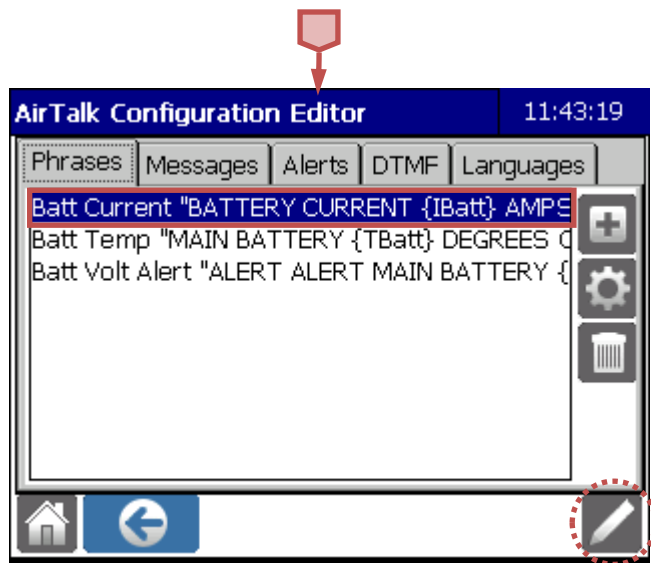 AirTalk Configuration Editor 11:43:19
Phrases Messages Alerts DTMF Languages
Batt Current "BATTERY CURRENT {IBatt} AMPS
Batt Temp "MAIN BATTERY {TBatt} DEGREES C
Batt Volt Alert "ALERT ALERT MAIN BATTERY {